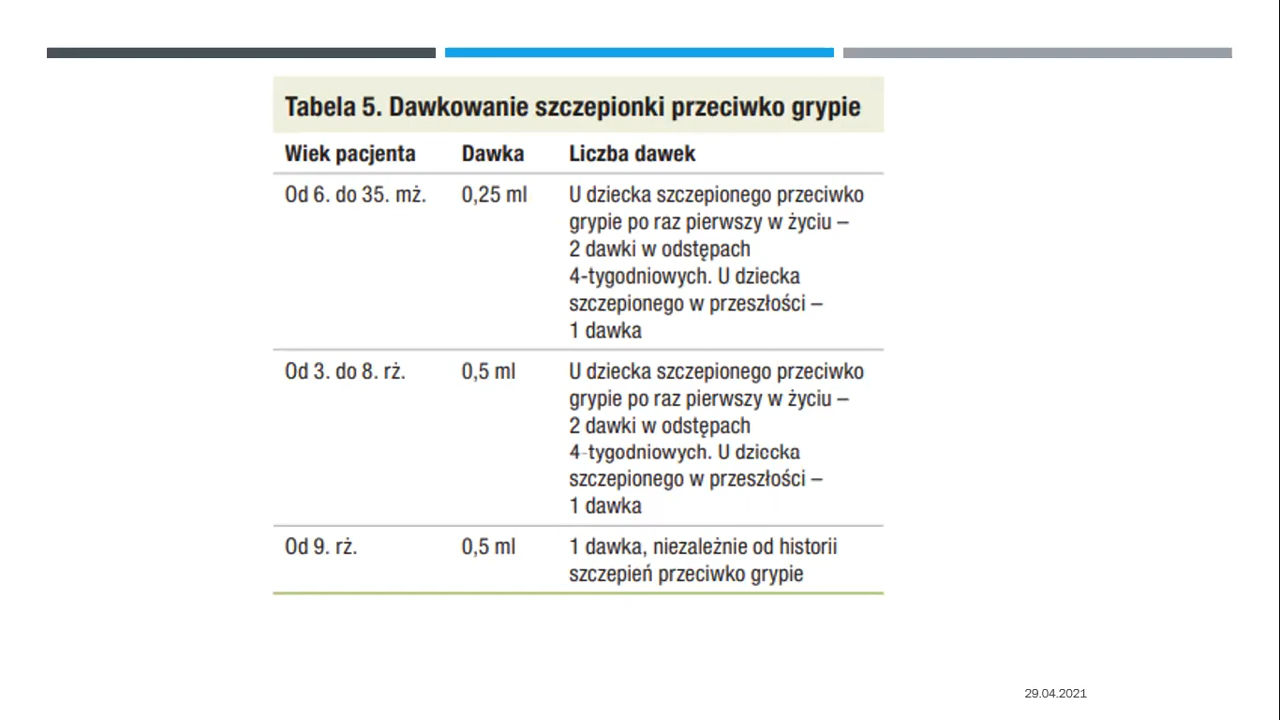 Tabela 5. Dawkowanie szczepionki przeciwko grypie
Wiek pacjenta Dawka Liczba dawek
Od 6. do 35. mż. 0,25 ml U dziecka szczepionego przeciwko
grypie po raz pierwszy w życiu –
2 dawki w odstępach
4-tygodniowych. U dziecka
szczepionego w przeszłości –
1 dawka
Od 3. do 8. rż. 0,5 ml U dziecka szczepionego przeciwko
grypie po raz pierwszy w życiu –
2 dawki w odstępach
4-tygodniowych. U dziecka
szczepionego w przeszłości –
1 dawka
Od 9. rż. 0,5 ml 1 dawka, niezależnie od historii
szczepień przeciwko grypie
29.04.2021